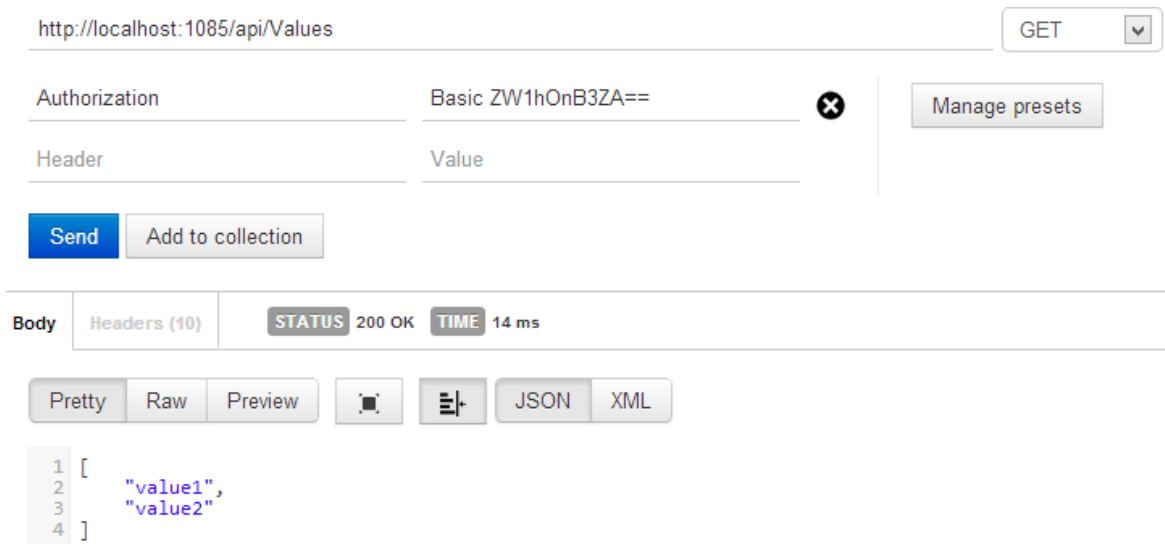 http://localhost:1085/api/Values GET
Authorization Basic ZW1hOnB3ZA== Manage presets
Header Value
Send Add to collection
Body Headers (10) STATUS 200 OK TIME 14 ms
Pretty Raw Preview JSON XML
1 [
2 "value1",
3 "value2"
4 ]